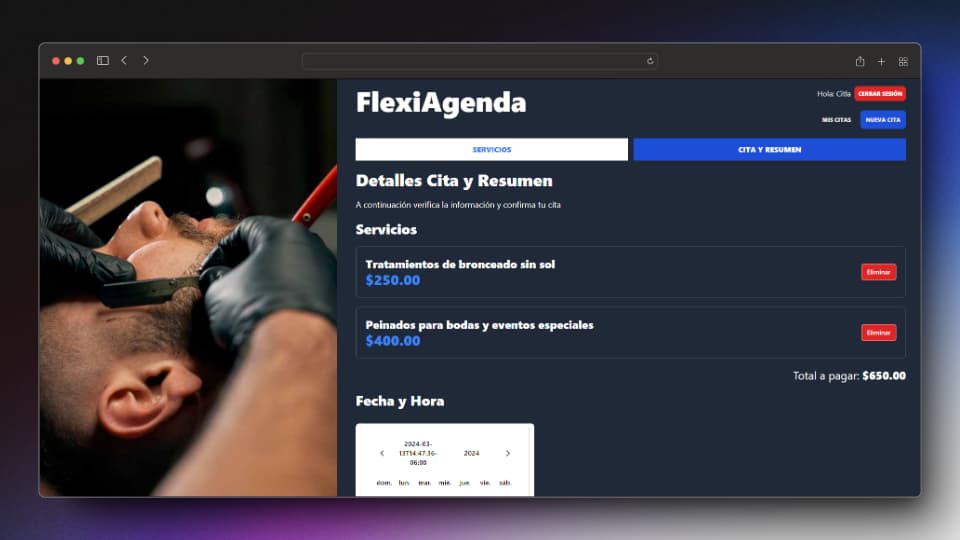 FlexiAgenda
Hola: Citla
CERRAR SESIÓN
MIS CITAS
NUEVA CITA
SERVICIOS
CITA Y RESUMEN
Detalles Cita y Resumen
A continuación verifica la información y confirma tu cita
Servicios
Tratamientos de bronceado sin sol
$250.00
Eliminar
Peinados para bodas y eventos especiales
$400.00
Eliminar
Total a pagar: $650.00
Fecha y Hora
2024-03-
13T14:47:36-
06:00
2024
dom. lun. mar. mié. jue. vie. sáb.